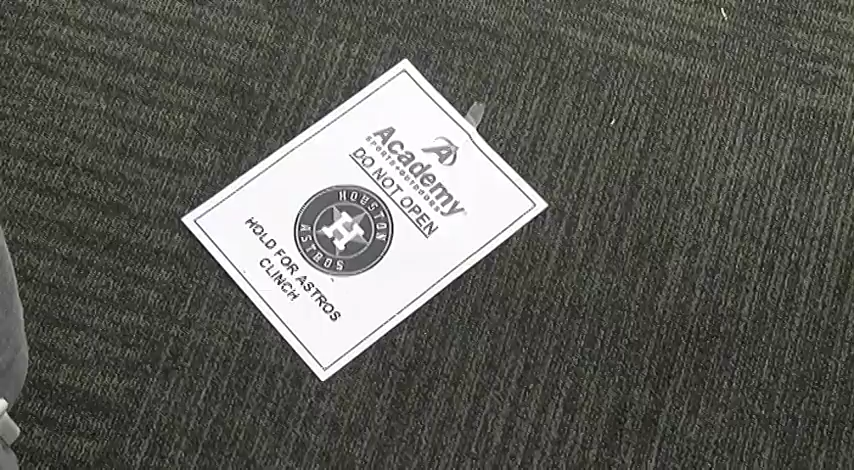 Academy
SPORTS+OUTDOORS
DO NOT OPEN
HOUSTON
H
ASTROS
HOLD FOR ASTROS
CLINCH